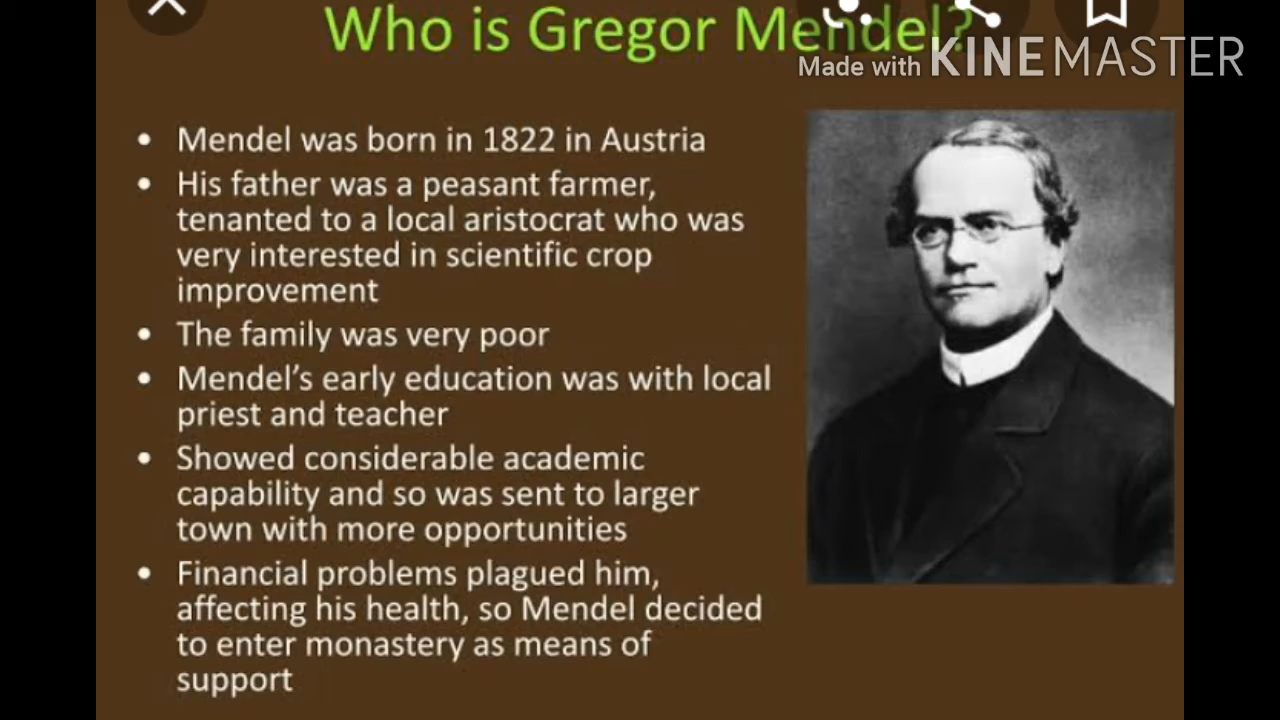 Who is Gregor Mendel?
Made with KINEMASTER
• Mendel was born in 1822 in Austria
• His father was a peasant farmer,
tenanted to a local aristocrat who was
very interested in scientific crop
improvement
• The family was very poor
• Mendel’s early education was with local
priest and teacher
• Showed considerable academic
capability and so was sent to larger
town with more opportunities
• Financial problems plagued him,
affecting his health, so Mendel decided
to enter monastery as means of
support